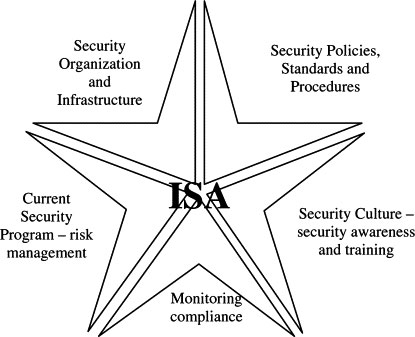 Security
Organization
and
Infrastructure
Security Policies,
Standards and
Procedures
ISA
Current
Security
Program – risk
management
Security Culture –
security awareness
and training
Monitoring
compliance